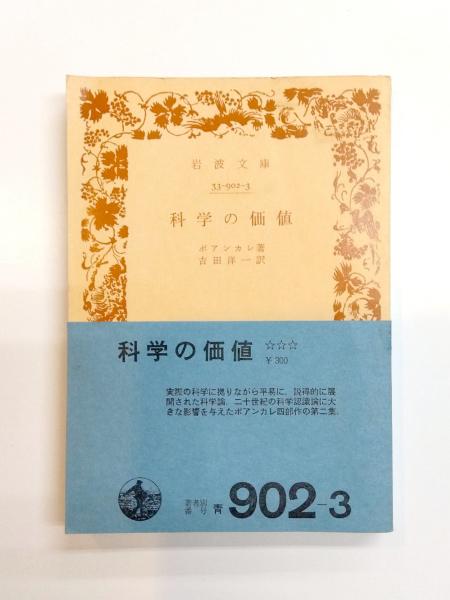 岩波文庫
33-902-3
科学の価値
ポアンカレ著
吉田洋一訳
科学の価値 ☆☆☆
￥300
実際の科学に拠りながら平易に，説得的に展
開された科学論．二十世紀の科学認識論に大
きな影響を与えたポアンカレ四部作の第二集．
著者別
番号 青 902-3